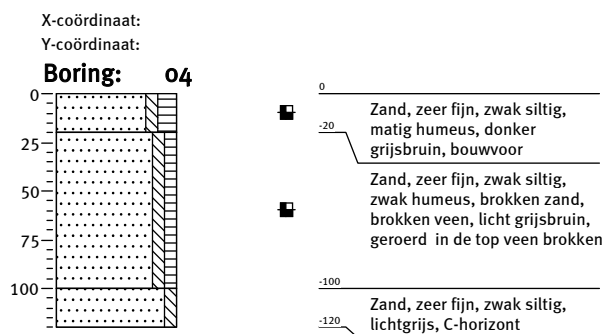 X-coördinaat:
Y-coördinaat:
Boring: 04
0
25
50
75
100
0
Zand, zeer fijn, zwak siltig,
matig humeus, donker
grijsbruin, bouwvoor
-20
Zand, zeer fijn, zwak siltig,
zwak humeus, brokken zand,
brokken veen, licht grijsbruin,
geroerd in de top veen brokken
-100
Zand, zeer fijn, zwak siltig,
lichtgrijs, C-horizont
-120